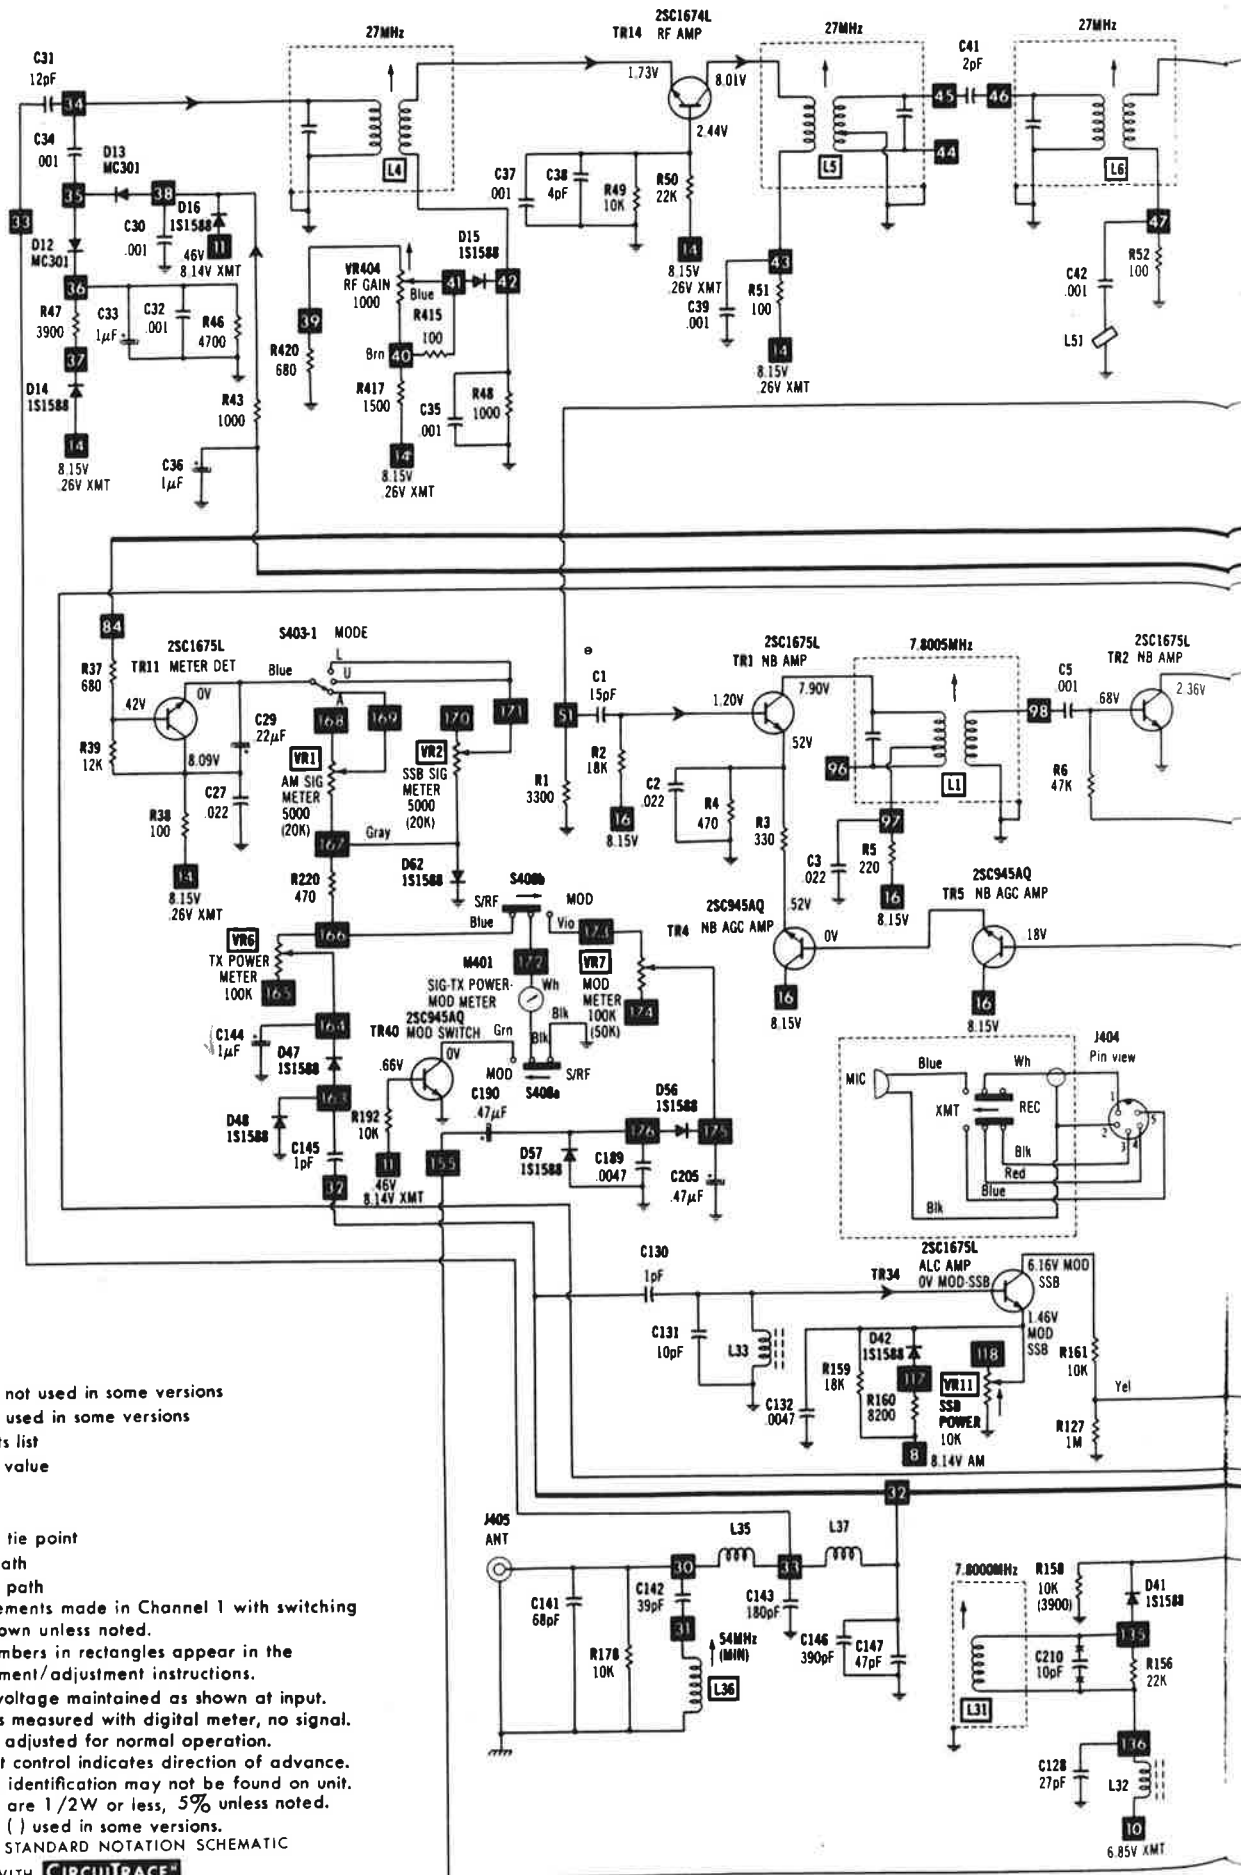 2SC1674L
TR14 RF AMP
27MHz
27MHz
27MHz
C31
12pF
1.73V
8.01V
C41
2pF
34
45
46
C34
.001
D13
MC301
2.44V
44
L4
L5
L6
35
38
D16
1S1588
C37
.001
C38
4pF
R49
10K
R50
22K
33
D12
MC301
C30
.001
11
.46V
8.14V XMT
D15
1S1588
14
8.15V
.26V XMT
47
36
VR404
RF GAIN
1000
Blue
41
42
43
R52
100
R47
3900
C33
1µF
C32
.001
R46
4700
39
R415
100
C39
.001
R51
100
C42
.001
L51
37
R420
680
Brn
40
14
8.15V
.26V XMT
D14
1S1588
R43
1000
R417
1500
C35
.001
R48
1000
14
8.15V
.26V XMT
C36
1µF
14
8.15V
.26V XMT
84
S403-1 MODE
R37
680
2SC1675L
TR11 METER DET
Blue
L
U
A
2SC1675L
TR1 NB AMP
7.8005MHz
2SC1675L
TR2 NB AMP
.42V
0V
168
169
170
171
C1
15pF
1.20V
7.90V
C5
.001
.68V
2.36V
C29
22µF
51
98
R39
12K
8.09V
VR1
AM SIG
METER
5000
(20K)
VR2
SSB SIG
METER
5000
(20K)
R2
18K
.52V
96
L1
R6
47K
C27
.022
R1
3300
C2
.022
R4
470
R3
330
R38
100
167
Gray
16
8.15V
97
C3
.022
R5
220
14
8.15V
.26V XMT
R220
470
D62
1S1588
S408b
S/RF
MOD
Blue
Vio
173
2SC945AQ
TR4 NB AGC AMP
.52V
0V
16
8.15V
2SC945AQ
TR5 NB AGC AMP
.18V
VR6
TX POWER
METER
100K
166
165
M401
SIG-TX POWER-
MOD METER
172
Wh
VR7
MOD
METER
100K
(50K)
174
16
8.15V
16
8.15V
C144
1µF
164
2SC945AQ
TR40 MOD SWITCH
Grn
Blk
Blk
J404
Pin view
D47
1S1588
.66V
0V
MOD
S408a
S/RF
MIC
Blue
Wh
XMT
REC
1
2
3
4
5
Blk
Red
Blue
Blk
163
D48
1S1588
R192
10K
C190
.47µF
D56
1S1588
176
175
C145
1pF
11
.46V
8.14V XMT
155
D57
1S1588
C189
.0047
C205
.47µF
32
2SC1675L
ALC AMP
0V MOD-SSB
TR34
6.16V MOD
SSB
C130
1pF
1.46V
MOD
SSB
C131
10pF
L33
D42
1S1588
118
R161
10K
R159
18K
117
VR11
SSB
POWER
10K
Yel
C132
.0047
R160
8200
R127
1M
8
8.14V AM
not used in some versions
used in some versions
ts list
value
tie point
ath
path
ements made in Channel 1 with switching
own unless noted.
mbers in rectangles appear in the
ment/adjustment instructions.
voltage maintained as shown at input.
s measured with digital meter, no signal.
adjusted for normal operation.
t control indicates direction of advance.
identification may not be found on unit.
are 1/2W or less, 5% unless noted.
( ) used in some versions.
STANDARD NOTATION SCHEMATIC
WITH CIRCUITRACE
32
J405
ANT
L35
L37
30
33
7.8000MHz
R158
10K
(3900)
D41
1S1588
C141
68pF
C142
39pF
C143
180pF
31
54MHz
(MIN)
C146
390pF
C147
47pF
R178
10K
L36
135
C210
10pF
R156
22K
L31
136
C128
27pF
L32
10
6.85V XMT